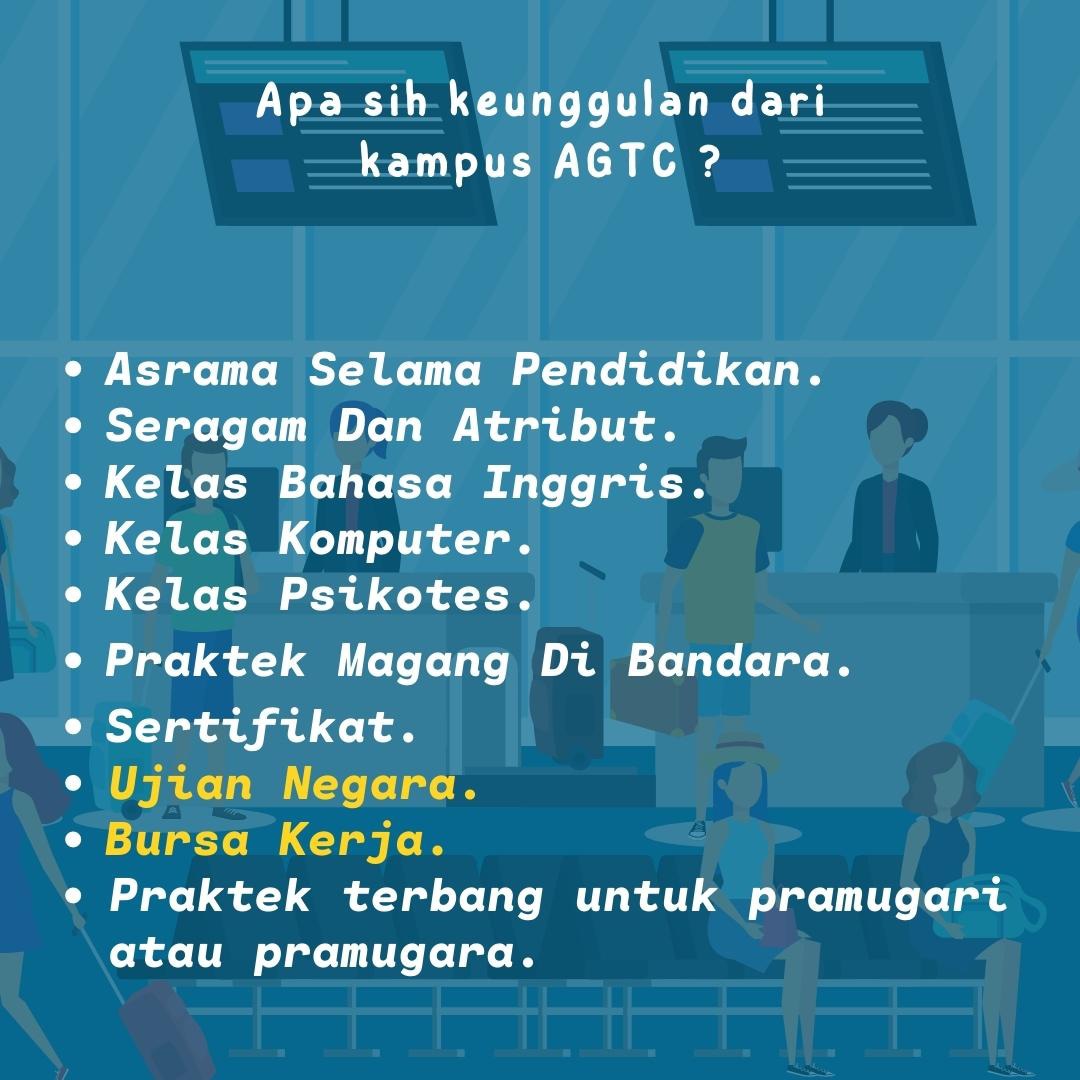 Apa sih keunggulan dari
kampus AGTC ?
• Asrama Selama Pendidikan.
• Seragam Dan Atribut.
• Kelas Bahasa Inggris.
• Kelas Komputer.
• Kelas Psikotes.
• Praktek Magang Di Bandara.
• Sertifikat.
• Ujian Negara.
• Bursa Kerja.
• Praktek terbang untuk pramugari
atau pramugara.